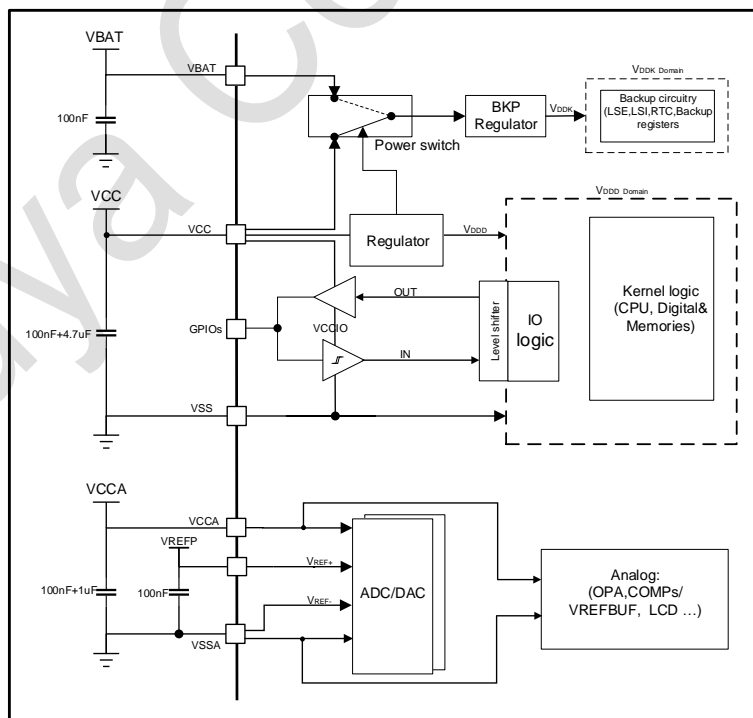 VBAT
VBAT
100nF
Power switch
BKP
Regulator
VDDK
VDDK Domain
Backup circuitry
(LSE,LSI,RTC,Backup
registers
VCC
VCC
Regulator
VDDD
VDDD Domain
100nF+4.7uF
GPIOs
VCCIO
OUT
IN
Level shifter
IO
logic
Kernel logic
(CPU, Digital&
Memories)
VSS
VCCA
VCCA
VREFP
100nF+1uF
100nF
VREF+
VREF-
VSSA
ADC/DAC
Analog:
(OPA,COMPs/
VREFBUF, LCD ...)